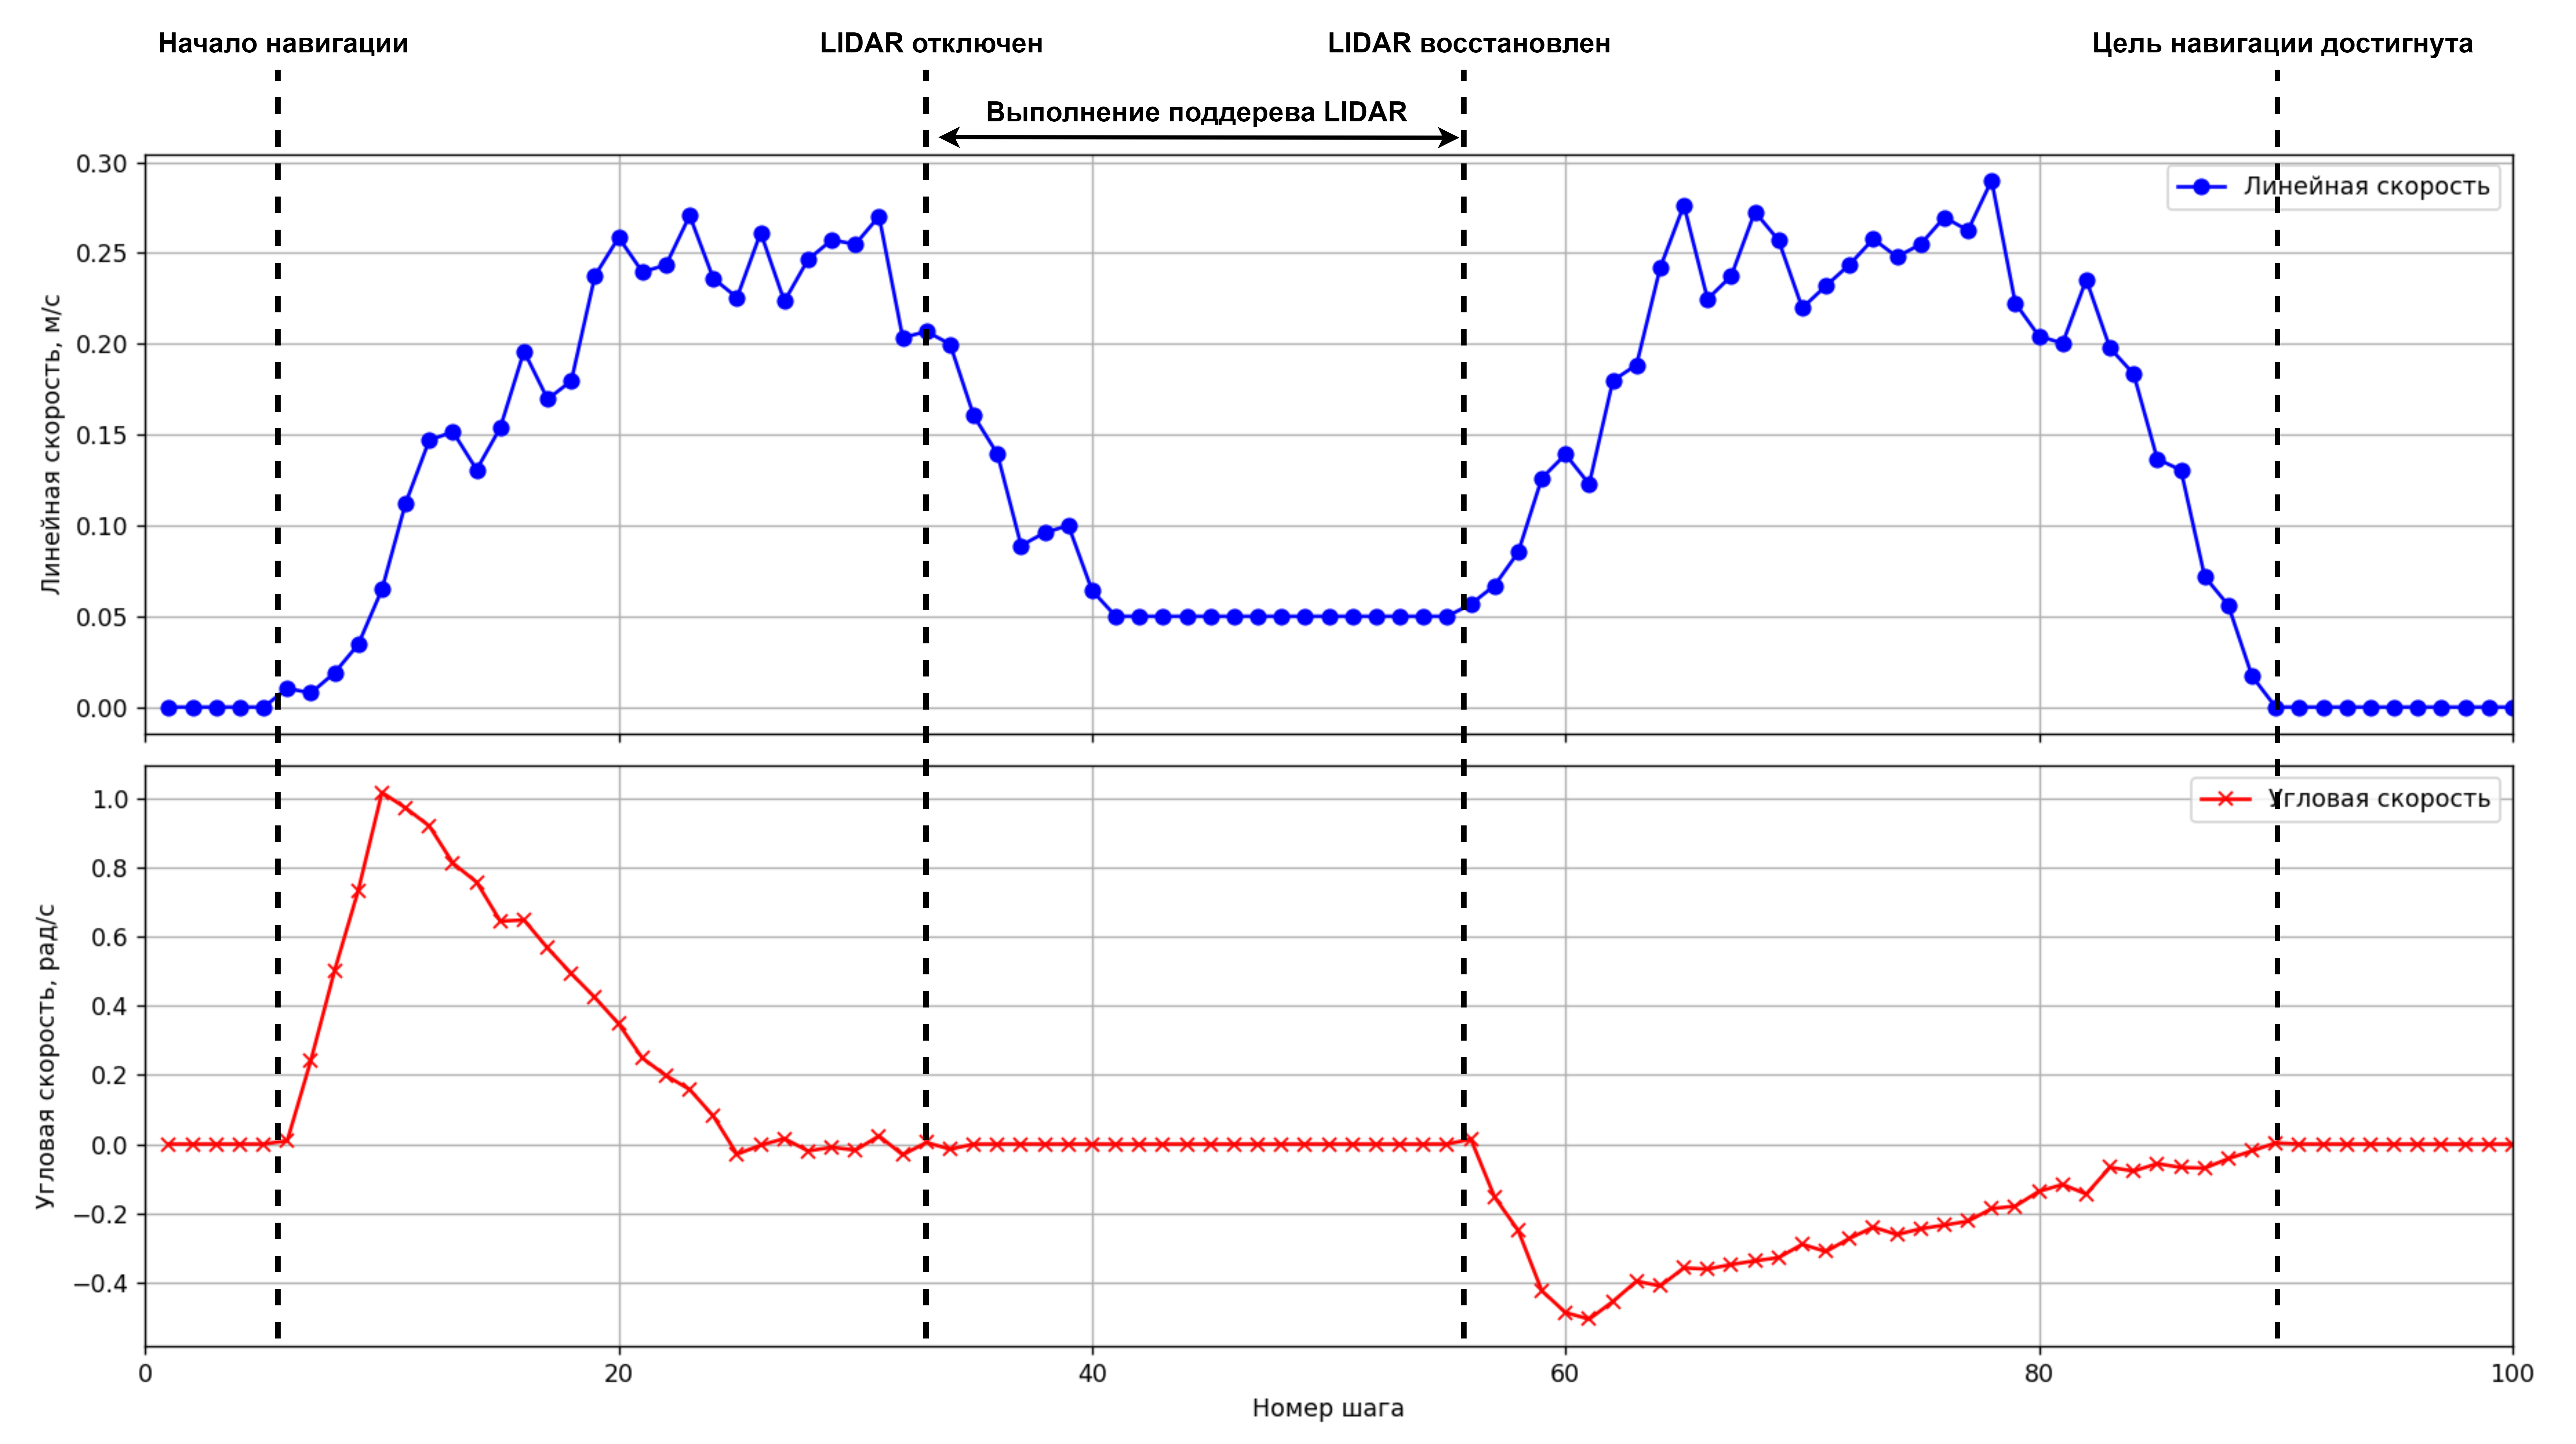 Начало навигации
LIDAR отключен
LIDAR восстановлен
Цель навигации достигнута
Выполнение поддерева LIDAR
Линейная скорость, м/с
0.30
0.25
0.20
0.15
0.10
0.05
0.00
Линейная скорость
Угловая скорость, рад/с
1.0
0.8
0.6
0.4
0.2
0.0
−0.2
−0.4
Угловая скорость
0 20 40 60 80 100
Номер шага